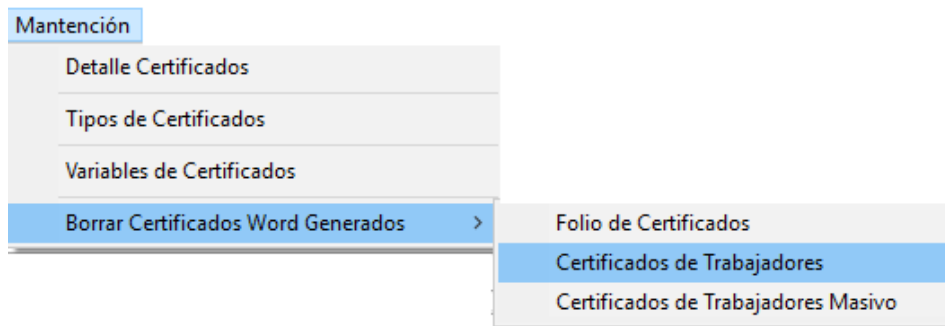 Mantención
Detalle Certificados
Tipos de Certificados
Variables de Certificados
Borrar Certificados Word Generados >
Folio de Certificados
Certificados de Trabajadores
Certificados de Trabajadores Masivo